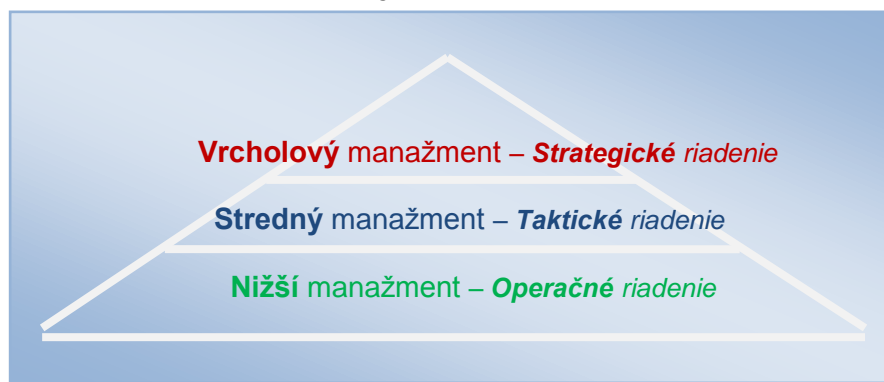 Vrcholový manažment – Strategické riadenie
Stredný manažment – Taktické riadenie
Nižší manažment – Operačné riadenie